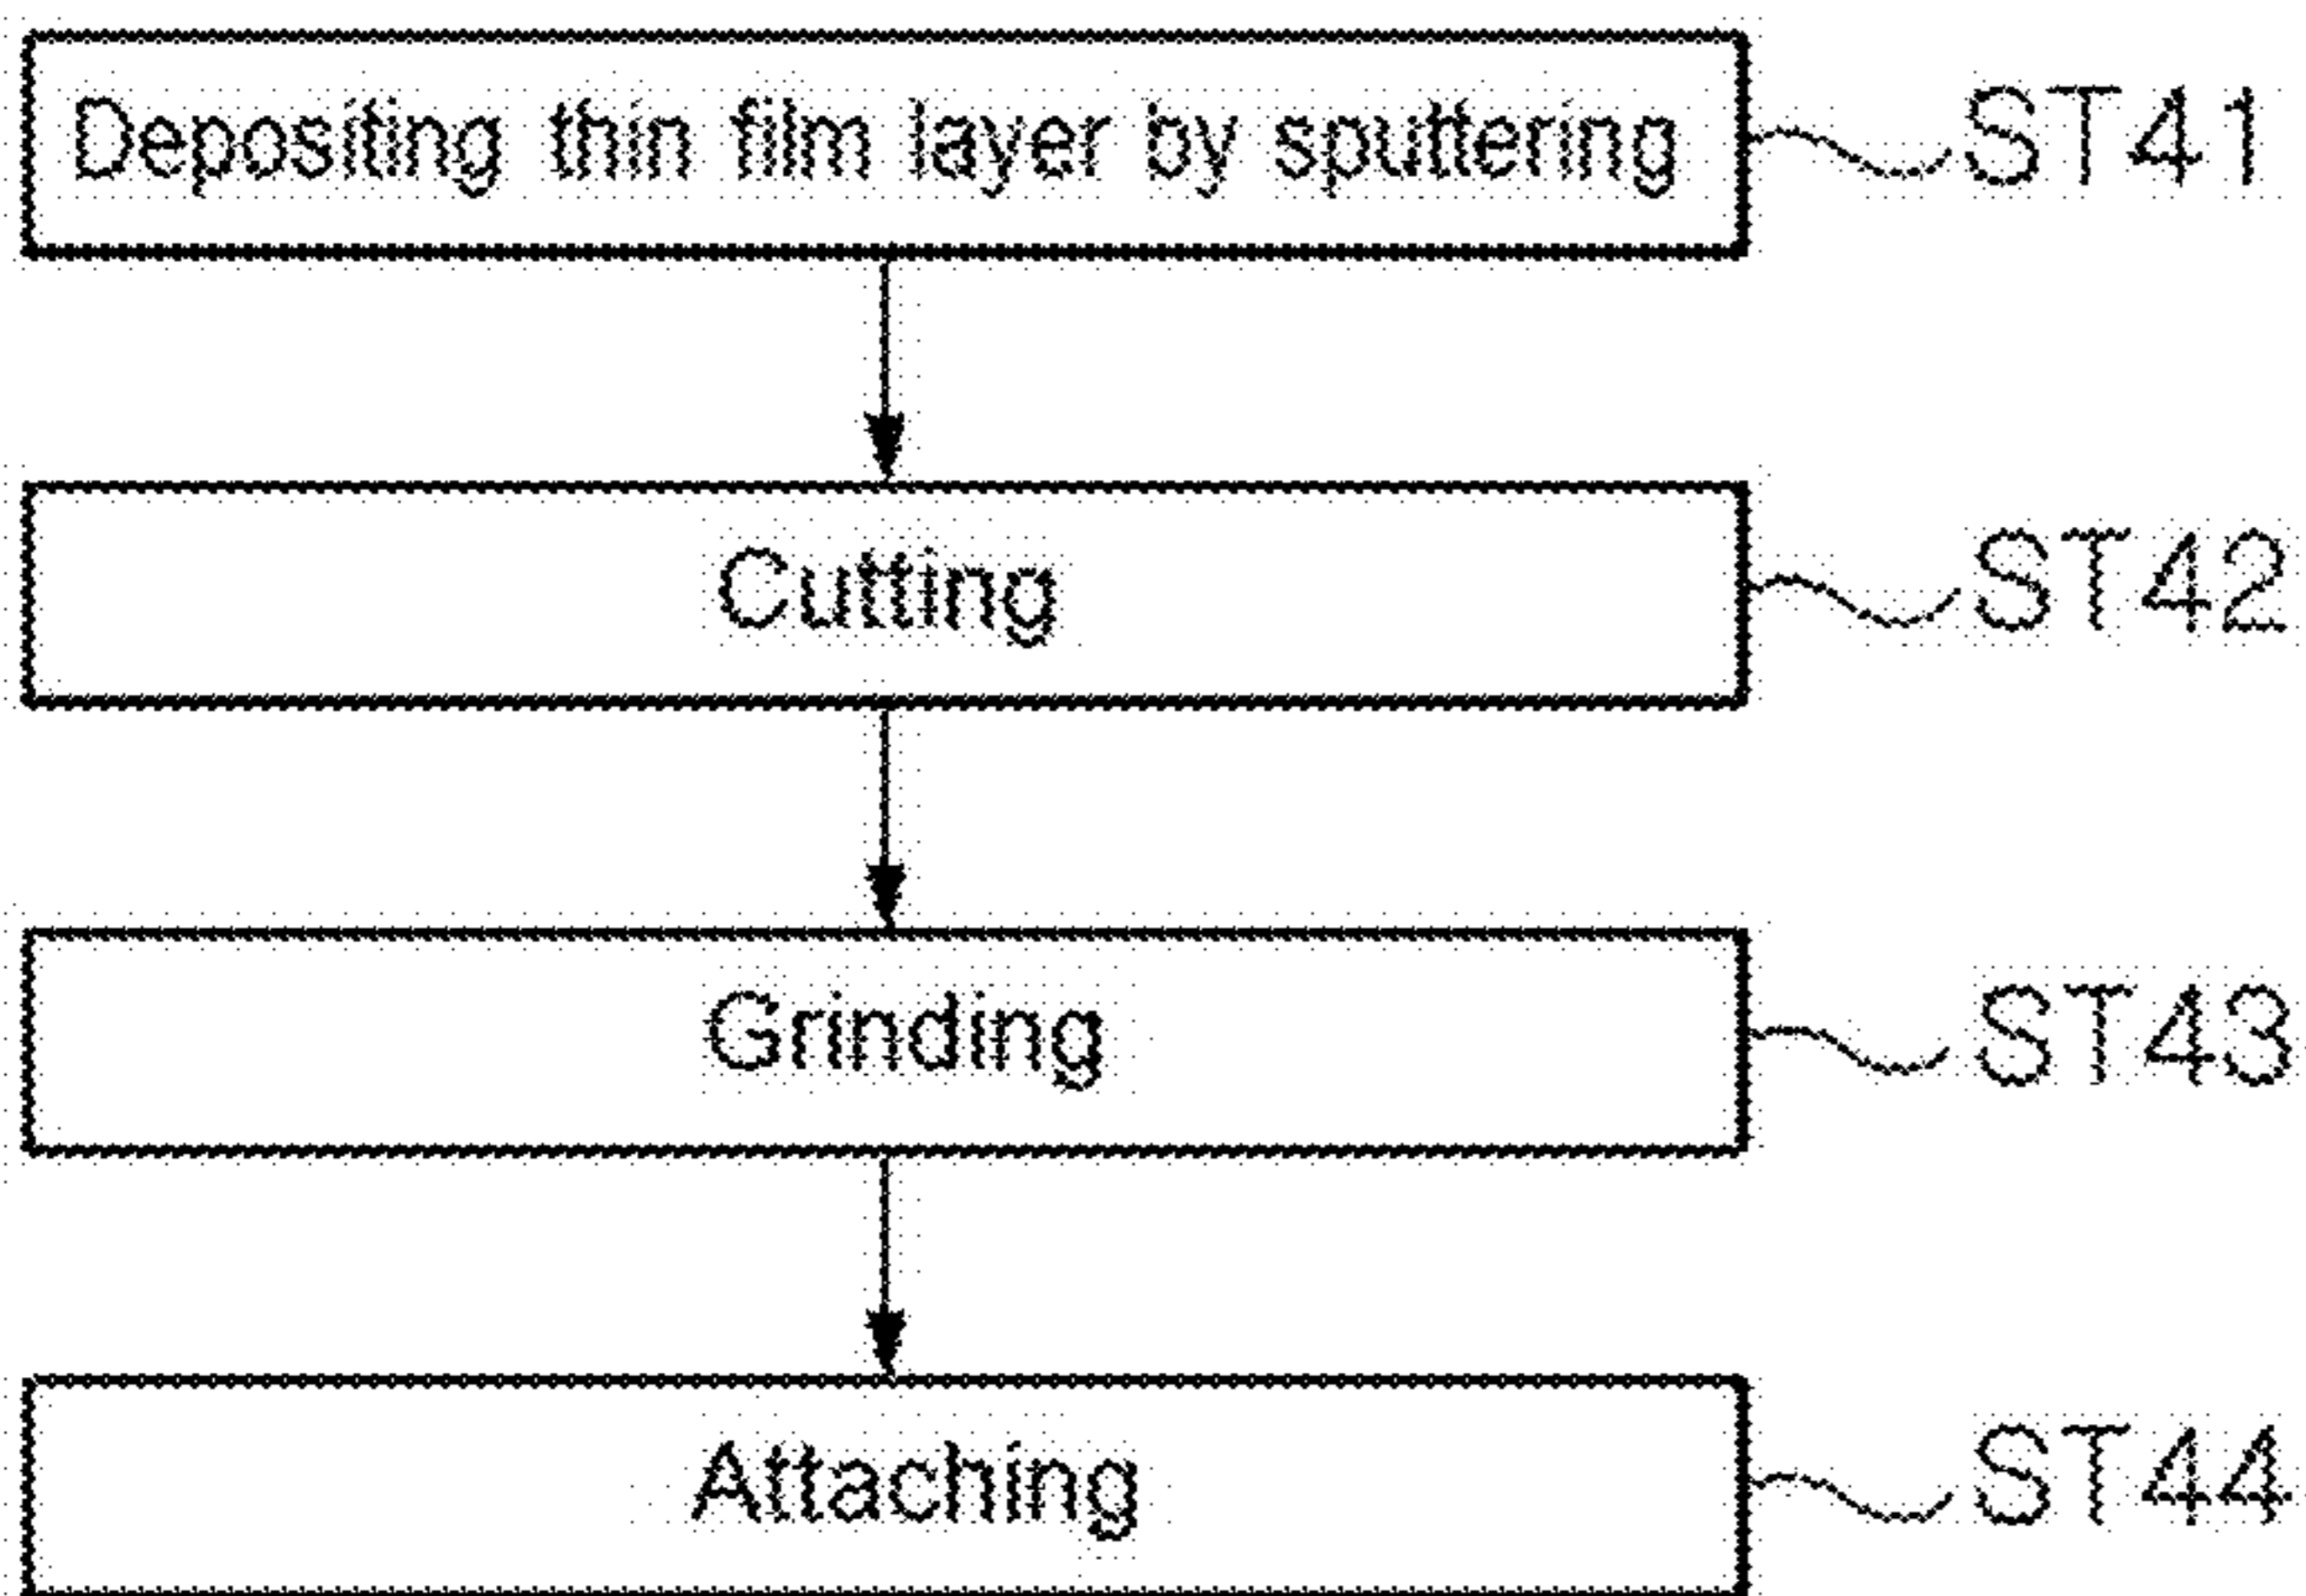 Depositing thin film layer by sputtering ST41
Cutting ST42
Grinding ST43
Attaching ST44